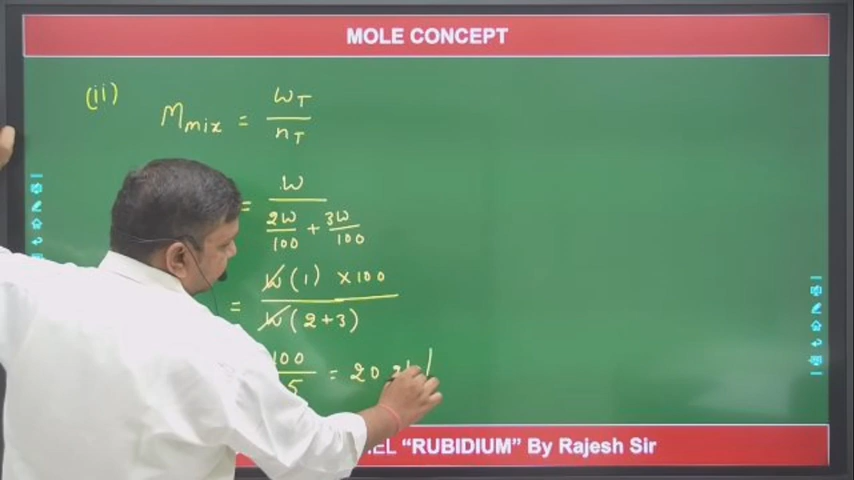 MOLE CONCEPT
(ii) Mmix = WT / nT
= W / 2W/100 + 3W/100
= W(1) x100 / W(2+3)
100 / 5 = 20
"RUBIDIUM" By Rajesh Sir